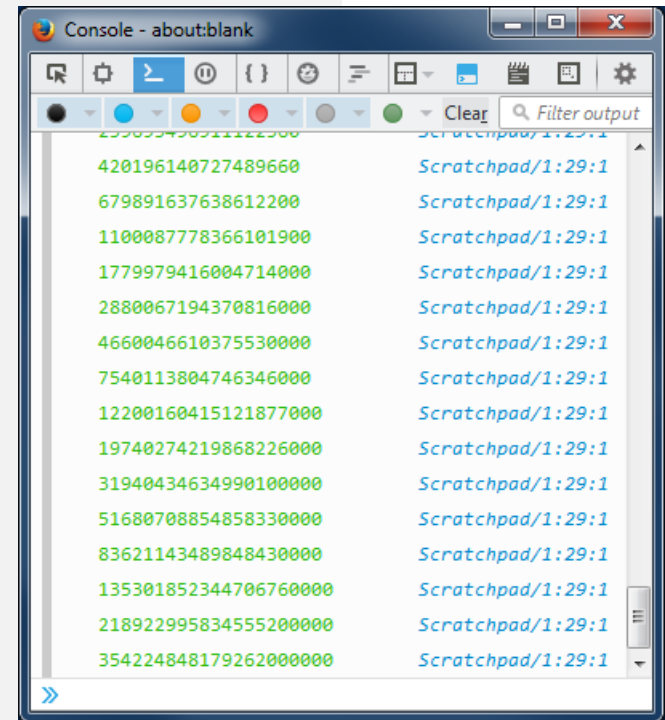 Console - about:blank
Clear Filter output
420196140727489660 Scratchpad/1:29:1
679891637638612200 Scratchpad/1:29:1
1100087778366101900 Scratchpad/1:29:1
1779979416004714000 Scratchpad/1:29:1
2880067194370816000 Scratchpad/1:29:1
4660046610375530000 Scratchpad/1:29:1
7540113804746346000 Scratchpad/1:29:1
12200160415121877000 Scratchpad/1:29:1
19740274219868226000 Scratchpad/1:29:1
31940434634990100000 Scratchpad/1:29:1
51680708854858330000 Scratchpad/1:29:1
83621143489848430000 Scratchpad/1:29:1
135301852344706760000 Scratchpad/1:29:1
218922995834555200000 Scratchpad/1:29:1
354224848179262000000 Scratchpad/1:29:1